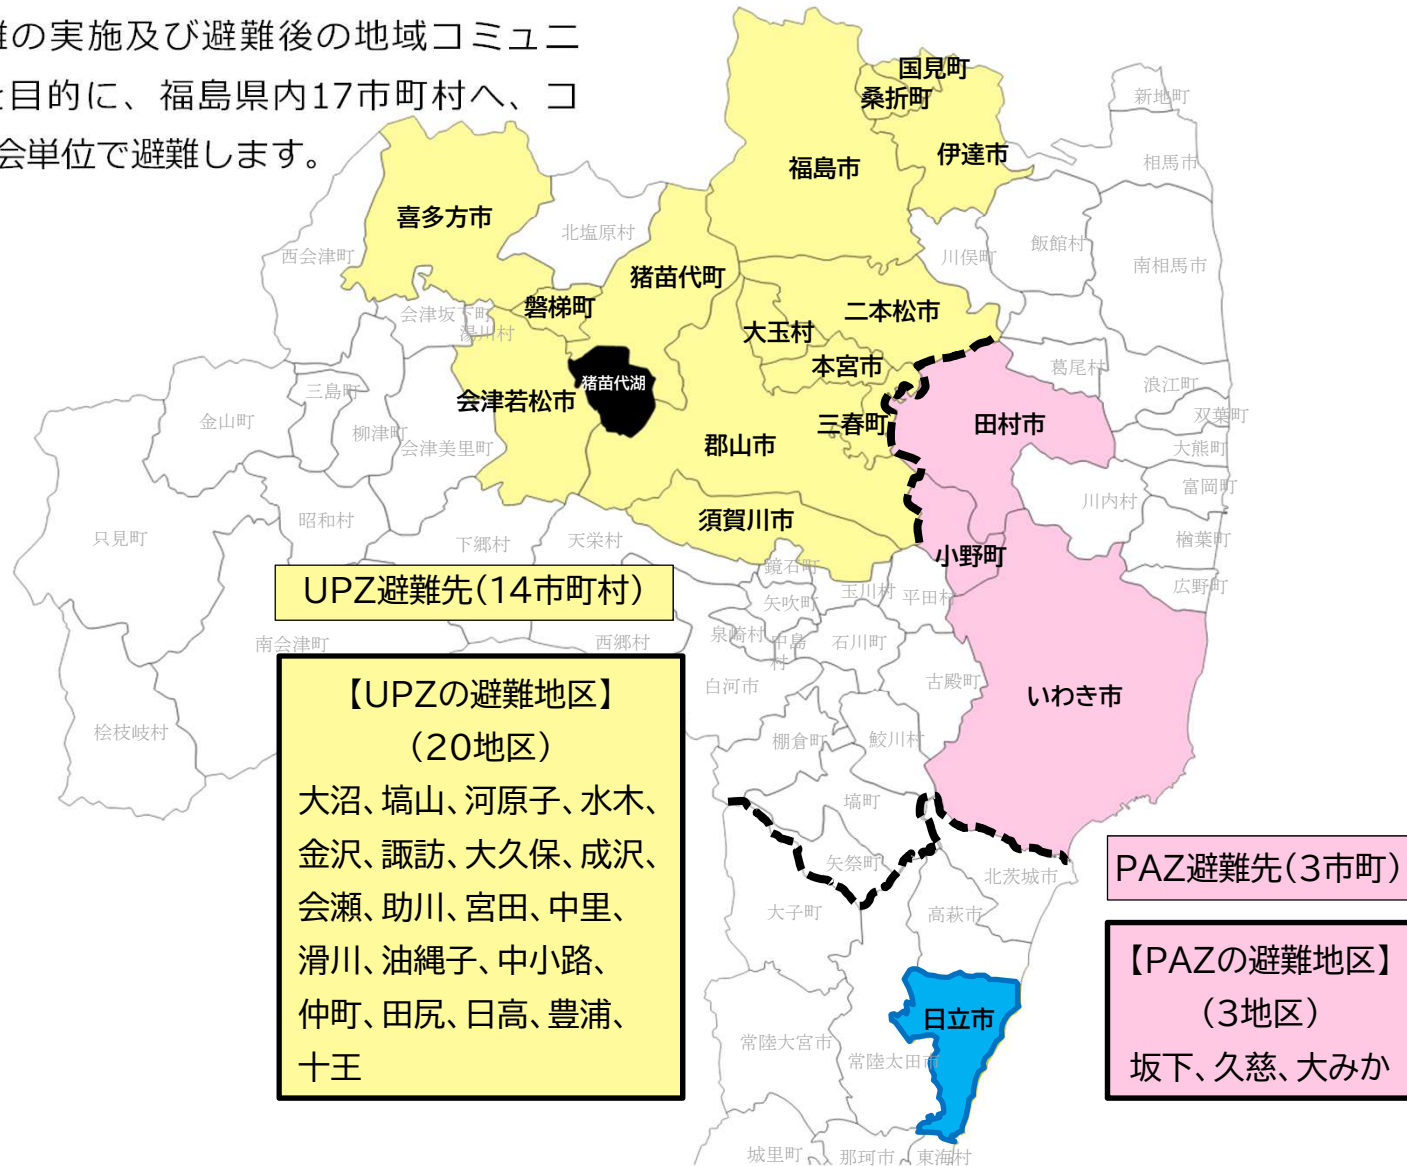 難の実施及び避難後の地域コミュニ
を目的に、福島県内17市町村へ、コ
会単位で避難します。
国見町
桑折町
新地町
伊達市
相馬市
福島市
喜多方市
北塩原村
西会津町
猪苗代町
川俣町
飯館村
南相馬市
磐梯町
会津坂下町
湯川村
大玉村
二本松市
本宮市
猪苗代湖
葛尾村
浪江町
三島町
会津若松市
双葉町
金山町
柳津町
会津美里町
三春町
田村市
郡山市
大熊町
富岡町
川内村
昭和村
須賀川市
只見町
下郷村
天栄村
楢葉町
小野町
鏡石町
広野町
UPZ避難先(14市町村)
矢吹町
玉川村
平田村
南会津町
西郷村
泉崎村
中島
村
石川町
白河市
古殿町
いわき市
桧枝岐村
棚倉町
鮫川村
【UPZの避難地区】
(20地区)
大沼、塙山、河原子、水木、
金沢、諏訪、大久保、成沢、
会瀬、助川、宮田、中里、
滑川、油縄子、中小路、
仲町、田尻、日高、豊浦、
十王
塙町
矢祭町
北茨城市
大子町
高萩市
PAZ避難先(3市町)
【PAZの避難地区】
(3地区)
坂下、久慈、大みか
日立市
常陸大宮市
常陸太田市
城里町
那珂市
東海村